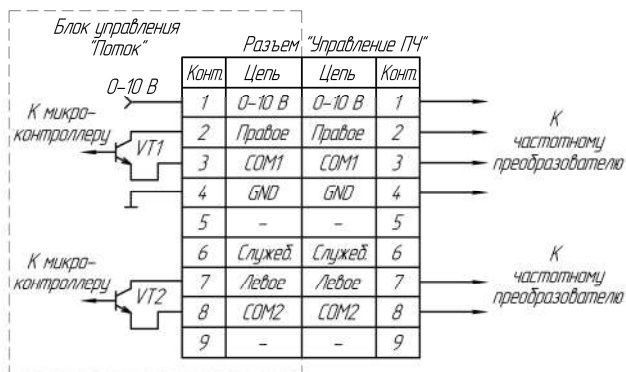 Блок управления
"Поток"
Разъем "Управление ПЧ"
Конт. Цепь Цепь Конт.
0-10 В
1 0-10 В 0-10 В 1
К микро-
контроллеру
VT1
2 Правое Правое 2
3 COM1 COM1 3
4 GND GND 4
К
частотному
преобразователю
5 - - 5
6 Служеб. Служеб. 6
К микро-
контроллеру
VT2
7 Левое Левое 7
8 COM2 COM2 8
9 - - 9
К
частотному
преобразователю